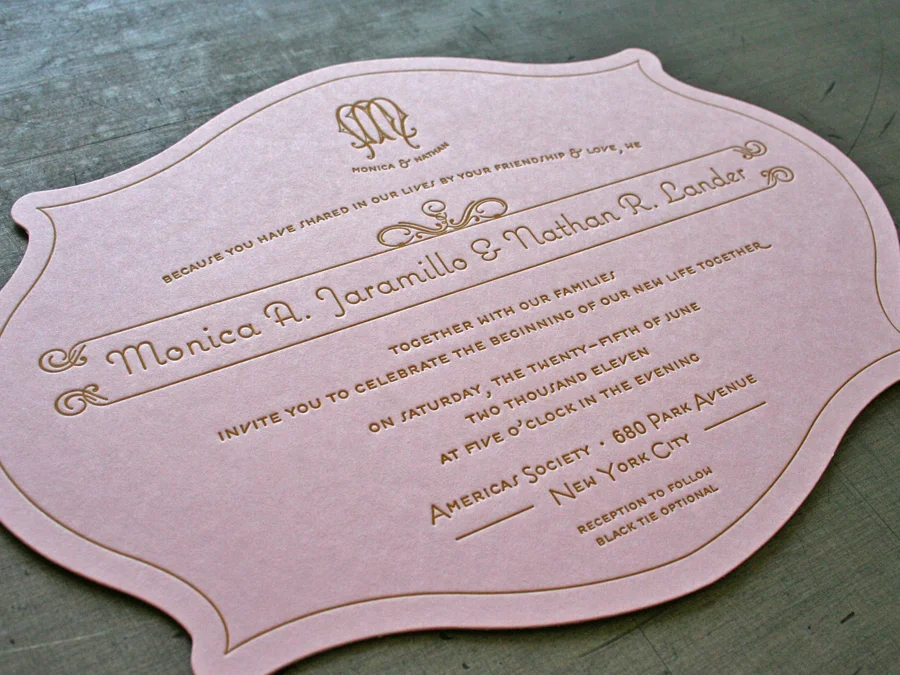 MONICA & NATHAN
BECAUSE YOU HAVE SHARED IN OUR LIVES BY YOUR FRIENDSHIP & LOVE, WE
Monica A. Jaramillo & Nathan R. Lander
TOGETHER WITH OUR FAMILIES
INVITE YOU TO CELEBRATE THE BEGINNING OF OUR NEW LIFE TOGETHER
ON SATURDAY, THE TWENTY-FIFTH OF JUNE
TWO THOUSAND ELEVEN
AT FIVE O'CLOCK IN THE EVENING
AMERICAS SOCIETY · 680 PARK AVENUE
NEW YORK CITY
RECEPTION TO FOLLOW
BLACK TIE OPTIONAL